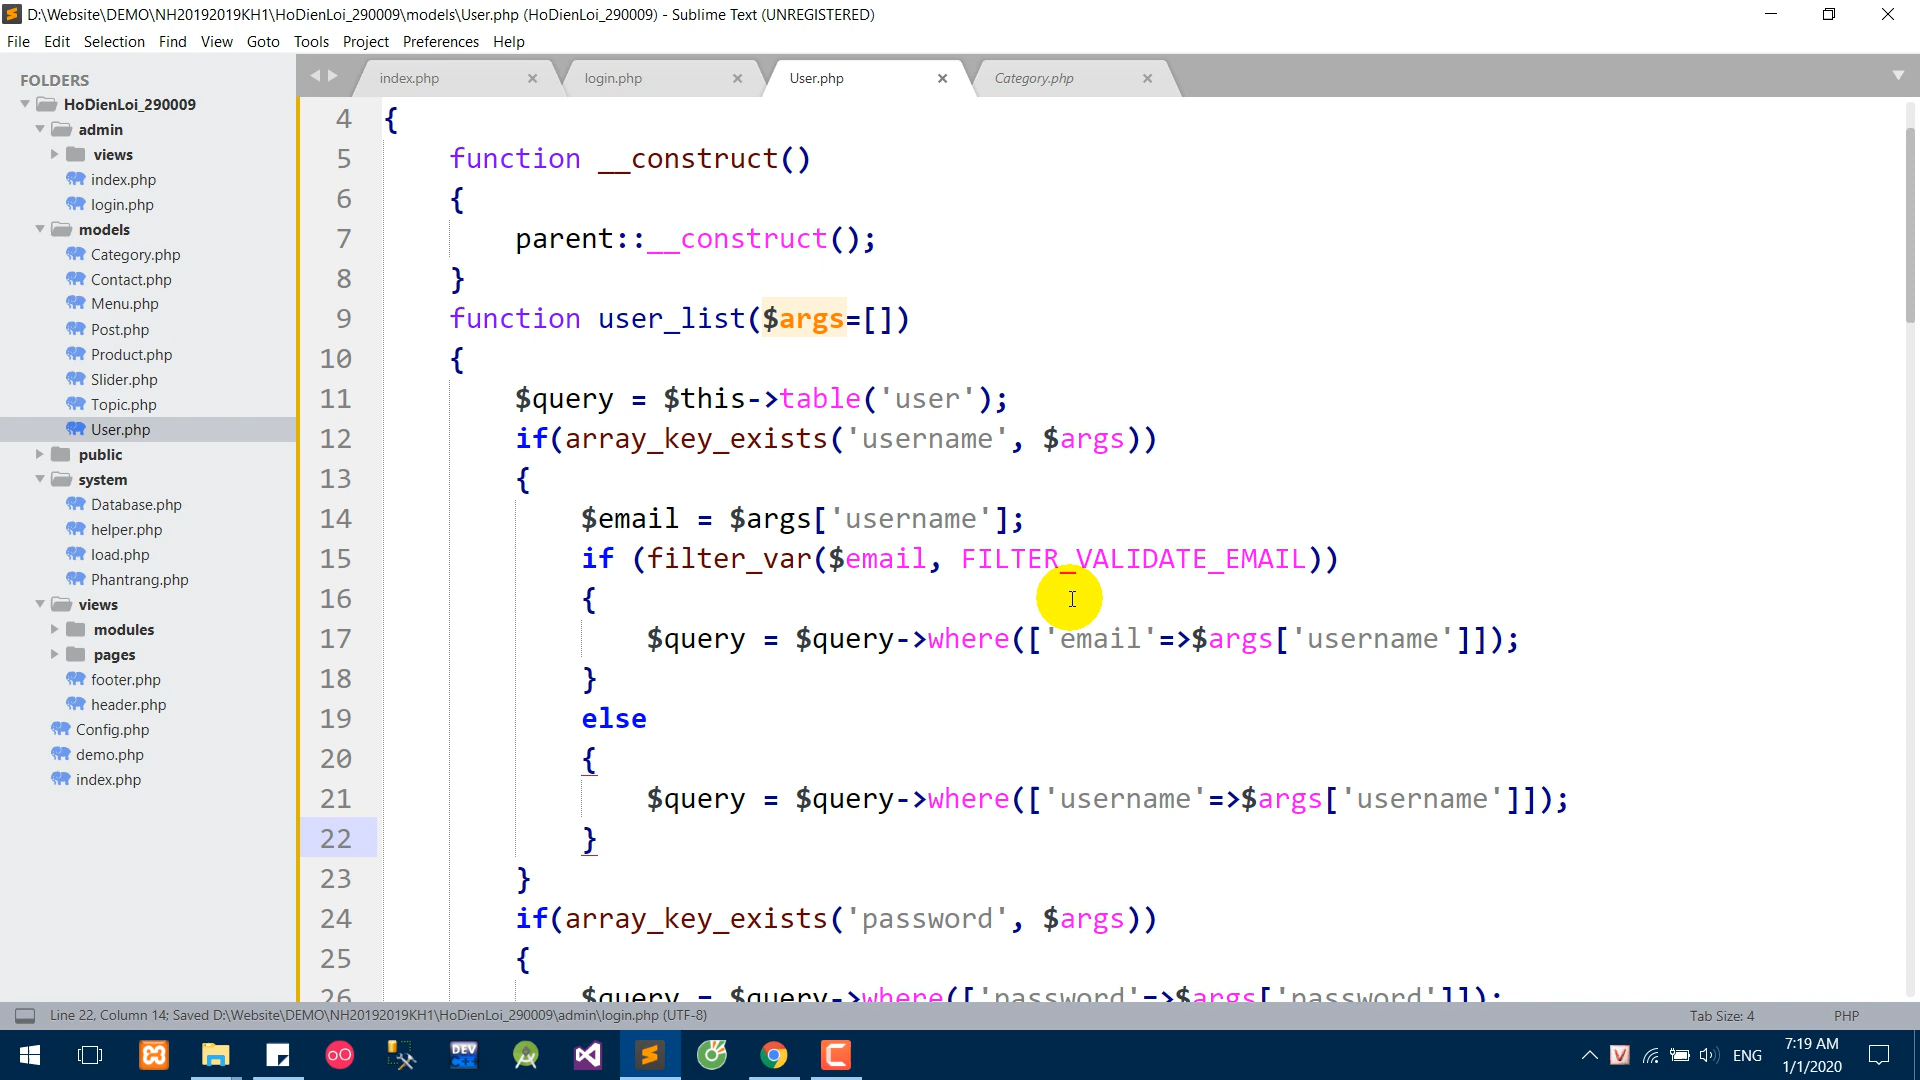 D:\Website\DEMO\NH20192019KH1\HoDienLoi_290009\models\User.php (HoDienLoi_290009) - Sublime Text (UNREGISTERED)
File Edit Selection Find View Goto Tools Project Preferences Help
FOLDERS
HoDienLoi_290009
admin
views
index.php
login.php
models
Category.php
Contact.php
Menu.php
Post.php
Product.php
Slider.php
Topic.php
User.php
public
system
Database.php
helper.php
load.php
Phantrang.php
views
modules
pages
footer.php
header.php
Config.php
demo.php
index.php
index.php login.php User.php Category.php
4 {
5 function __construct()
6 {
7 parent::__construct();
8 }
9 function user_list($args=[])
10 {
11 $query = $this->table('user');
12 if(array_key_exists('username', $args))
13 {
14 $email = $args['username'];
15 if (filter_var($email, FILTER_VALIDATE_EMAIL))
16 {
17 $query = $query->where(['email'=>$args['username']]);
18 }
19 else
20 {
21 $query = $query->where(['username'=>$args['username']]);
22 }
23 }
24 if(array_key_exists('password', $args))
25 {
26 $query = $query->where(['password'=>$args['password']]);
Line 22, Column 14; Saved D:\Website\DEMO\NH20192019KH1\HoDienLoi_290009\admin\login.php (UTF-8) Tab Size: 4 PHP
DEV
ENG
7:19 AM
1/1/2020